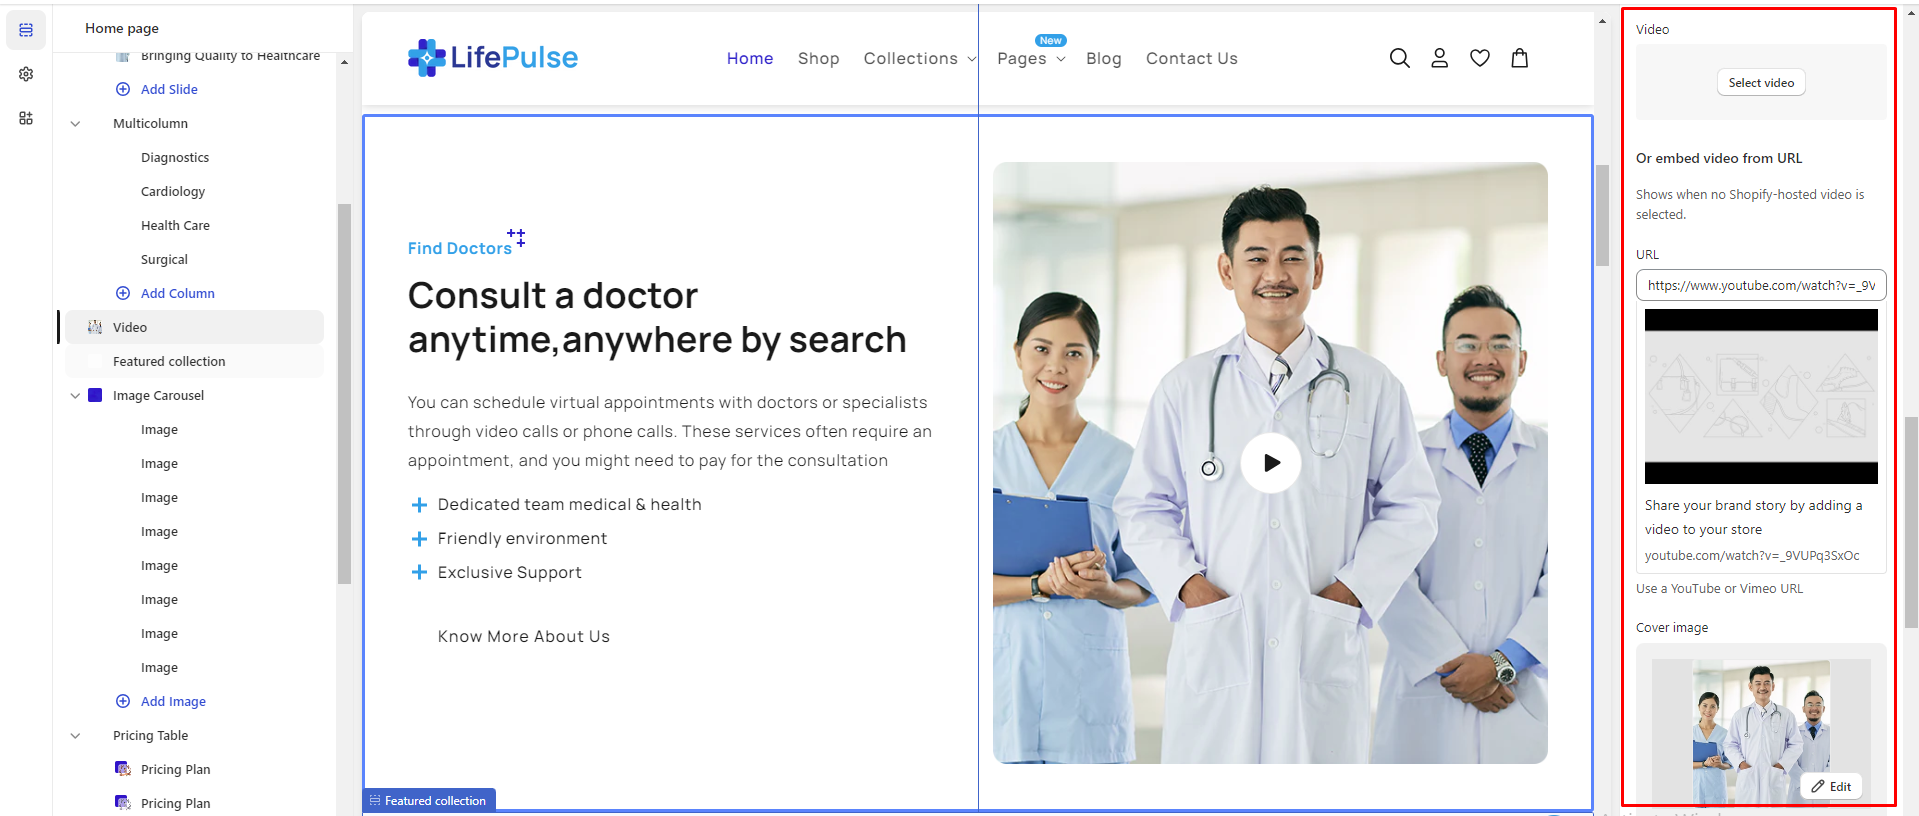 Home page
Bringing Quality to Healthcare
Add Slide
Multicolumn
Diagnostics
Cardiology
Health Care
Surgical
Add Column
Video
Featured collection
Image Carousel
Image
Image
Image
Image
Image
Image
Image
Image
Add Image
Pricing Table
Pricing Plan
Pricing Plan
LifePulse
Home
Shop
Collections
Pages
New
Blog
Contact Us
Find Doctors
Consult a doctor
anytime,anywhere by search
You can schedule virtual appointments with doctors or specialists
through video calls or phone calls. These services often require an
appointment, and you might need to pay for the consultation
Dedicated team medical & health
Friendly environment
Exclusive Support
Know More About Us
Featured collection
Video
Select video
Or embed video from URL
Shows when no Shopify-hosted video is
selected.
URL
https://www.youtube.com/watch?v=_9V
Share your brand story by adding a
video to your store
youtube.com/watch?v=_9VUPq3SxOc
Use a YouTube or Vimeo URL
Cover image
Edit